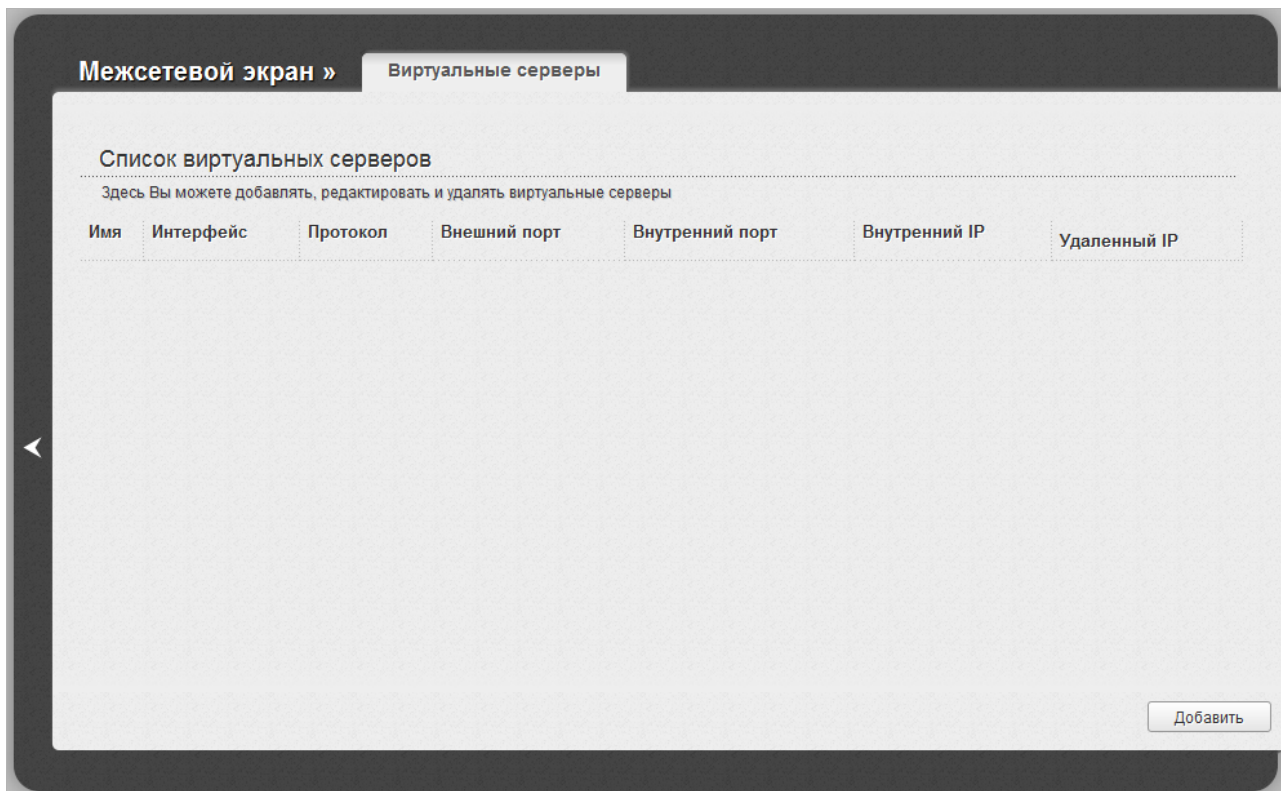 Межсетевой экран »
Виртуальные серверы
Список виртуальных серверов
Здесь Вы можете добавлять, редактировать и удалять виртуальные серверы
Имя Интерфейс Протокол Внешний порт Внутренний порт Внутренний IP Удаленный IP
Добавить